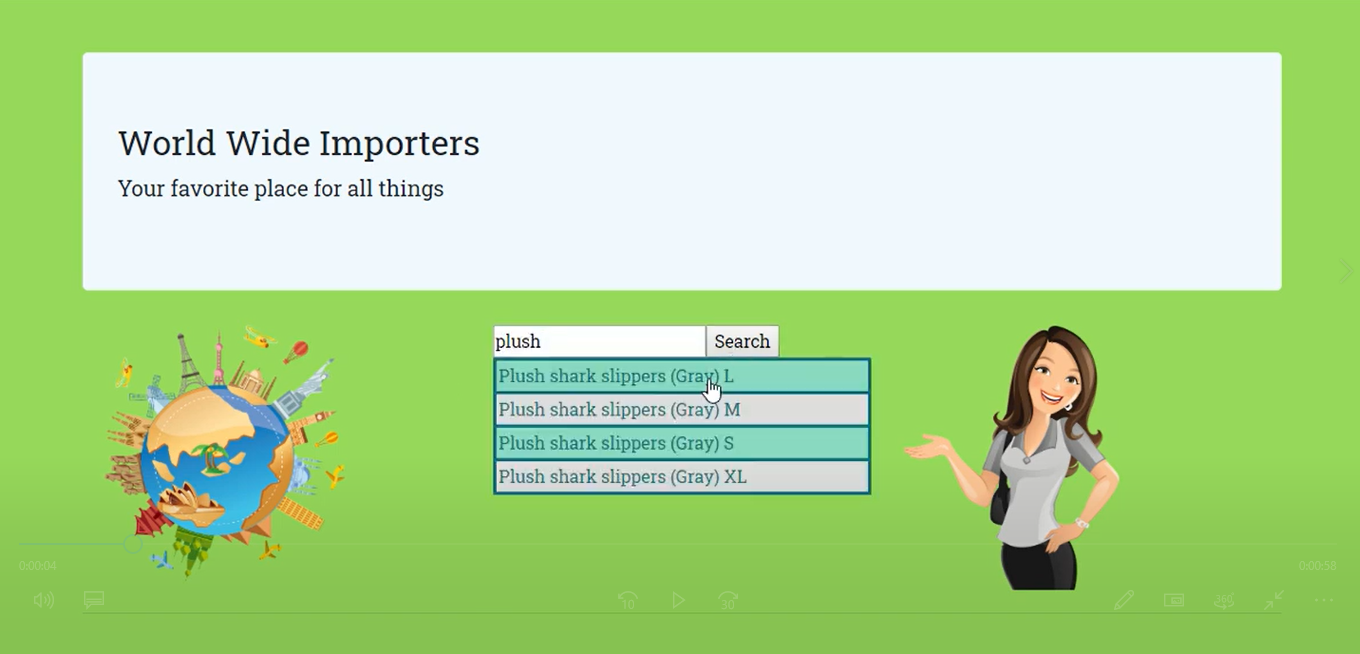 World Wide Importers
Your favorite place for all things
plush Search
Plush shark slippers (Gray) L
Plush shark slippers (Gray) M
Plush shark slippers (Gray) S
Plush shark slippers (Gray) XL
0:00:04 0:00:58
10 30